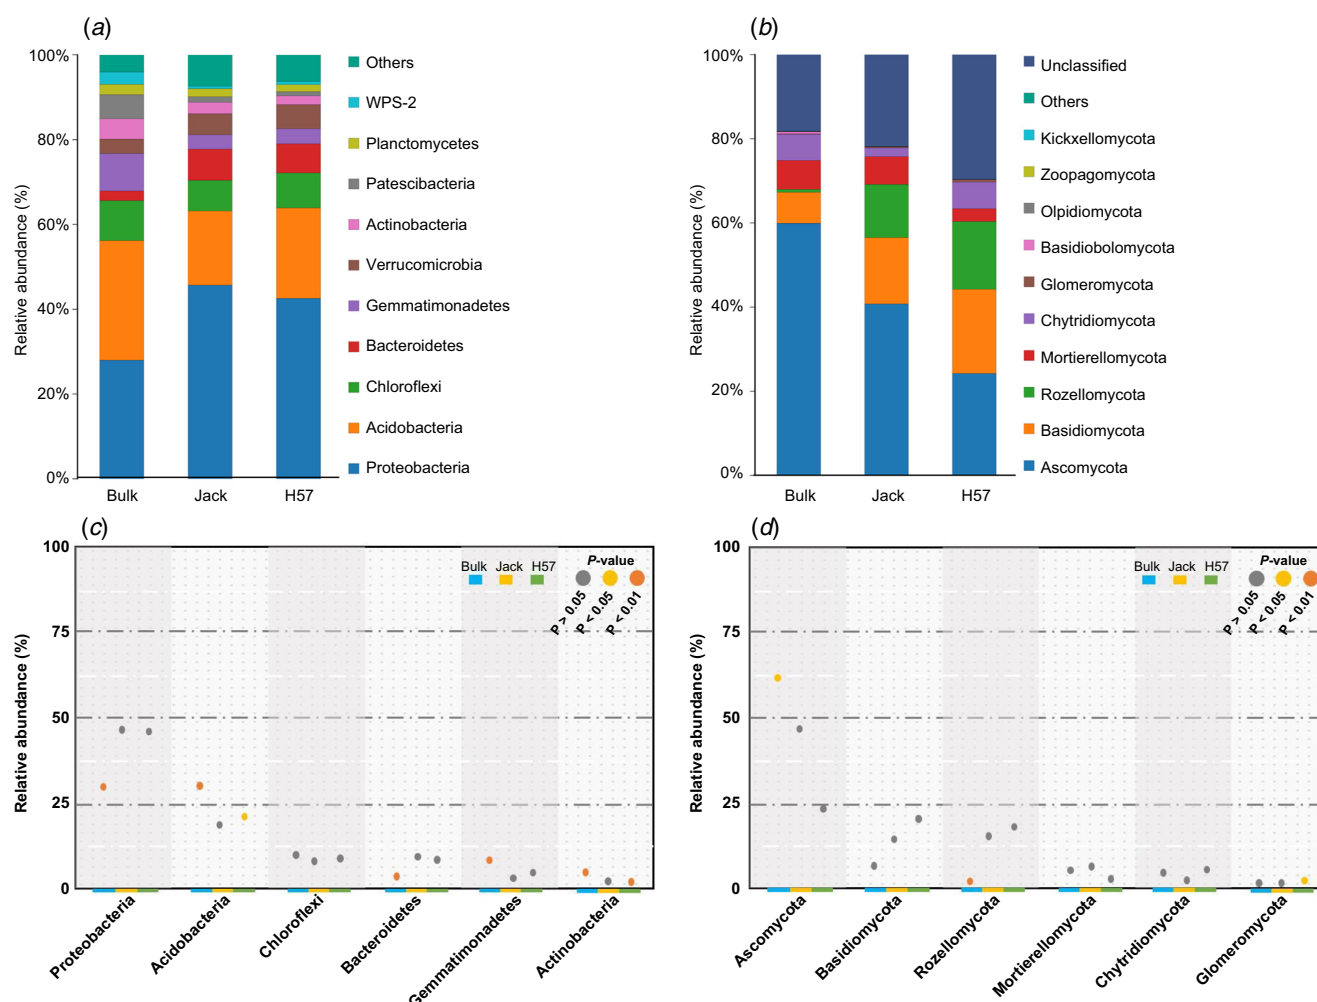 (a)
100%
80%
60%
40%
20%
0%
Relative abundance (%)
Bulk
Jack
H57
Others
WPS-2
Planctomycetes
Patescibacteria
Actinobacteria
Verrucomicrobia
Gemmatimonadetes
Bacteroidetes
Chloroflexi
Acidobacteria
Proteobacteria
(b)
100%
80%
60%
40%
20%
0%
Relative abundance (%)
Bulk
Jack
H57
Unclassified
Others
Kickxellomycota
Zoopagomycota
Olpidiomycota
Basidiobolomycota
Glomeromycota
Chytridiomycota
Mortierellomycota
Rozellomycota
Basidiomycota
Ascomycota
(c)
100
75
50
25
0
Relative abundance (%)
Bulk
Jack
H57
P-value
P > 0.05
P < 0.05
P < 0.01
Proteobacteria
Acidobacteria
Chloroflexi
Bacteroidetes
Gemmatimonadetes
Actinobacteria
(d)
100
75
50
25
0
Relative abundance (%)
Bulk
Jack
H57
P-value
P > 0.05
P < 0.05
P < 0.01
Ascomycota
Basidiomycota
Rozellomycota
Mortierellomycota
Chytridiomycota
Glomeromycota